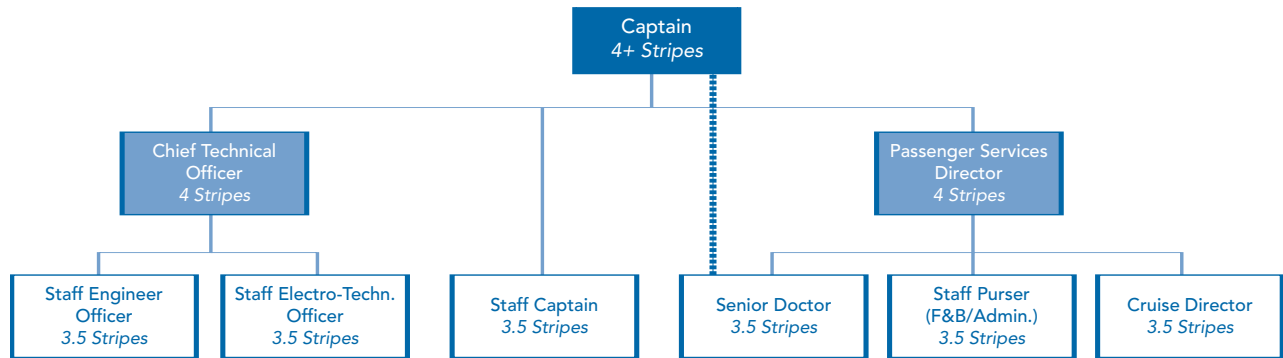 Captain
4+ Stripes
Chief Technical
Officer
4 Stripes
Passenger Services
Director
4 Stripes
Staff Engineer
Officer
3.5 Stripes
Staff Electro-Techn.
Officer
3.5 Stripes
Staff Captain
3.5 Stripes
Senior Doctor
3.5 Stripes
Staff Purser
(F&B/Admin.)
3.5 Stripes
Cruise Director
3.5 Stripes